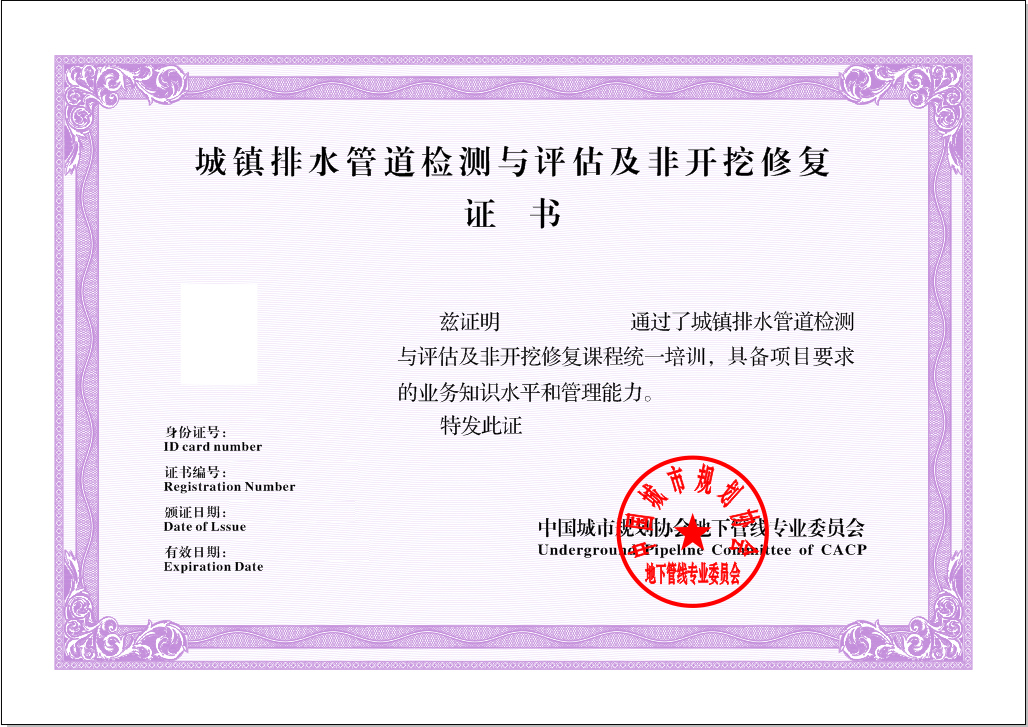 城镇排水管道检测与评估及非开挖修复
证 书
兹证明 通过了城镇排水管道检测
与评估及非开挖修复课程统一培训，具备项目要求
的业务知识水平和管理能力。
特发此证
身份证号：
ID card number
证书编号：
Registration Number
颁证日期：
Date of Lssue
有效日期：
Expiration Date
中国城市规划协会地下管线专业委员会
Underground Pipeline Committee of CACP
中国城市规划协会
地下管线专业委员会